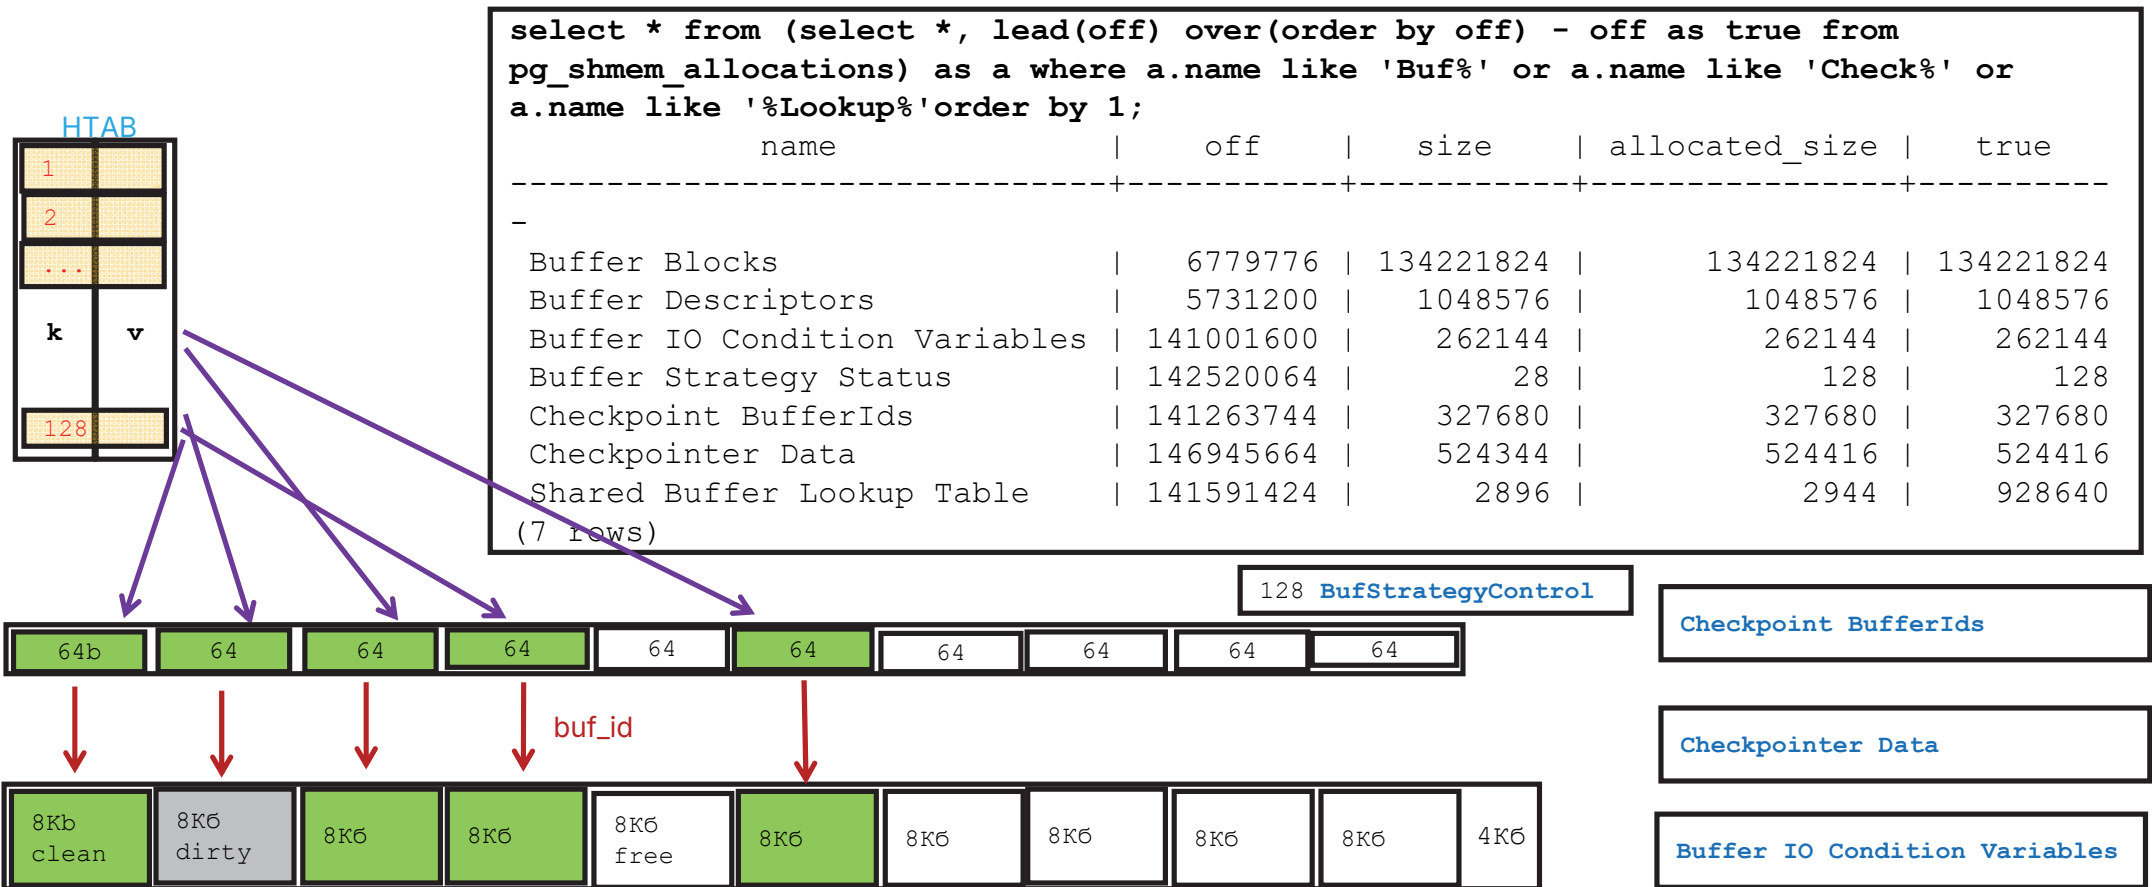 select * from (select *, lead(off) over(order by off) - off as true from
pg_shmem_allocations) as a where a.name like 'Buf%' or a.name like 'Check%' or
a.name like '%Lookup%'order by 1;
name | off | size | allocated_size | true
-------------------------------+-----------+-----------+----------------+----------
-
Buffer Blocks | 6779776 | 134221824 | 134221824 | 134221824
Buffer Descriptors | 5731200 | 1048576 | 1048576 | 1048576
Buffer IO Condition Variables | 141001600 | 262144 | 262144 | 262144
Buffer Strategy Status | 142520064 | 28 | 128 | 128
Checkpoint BufferIds | 141263744 | 327680 | 327680 | 327680
Checkpointer Data | 146945664 | 524344 | 524416 | 524416
Shared Buffer Lookup Table | 141591424 | 2896 | 2944 | 928640
(7 rows)
HTAB
1
2
...
k v
128
128 BufStrategyControl
Checkpoint BufferIds
64b 64 64 64 64 64 64 64 64 64
buf_id
Checkpointer Data
8Kb
clean
8Кб
dirty
8Кб
8Кб
8Кб
free
8Кб
8Кб
8Кб
8Кб
8Кб
4Кб
Buffer IO Condition Variables